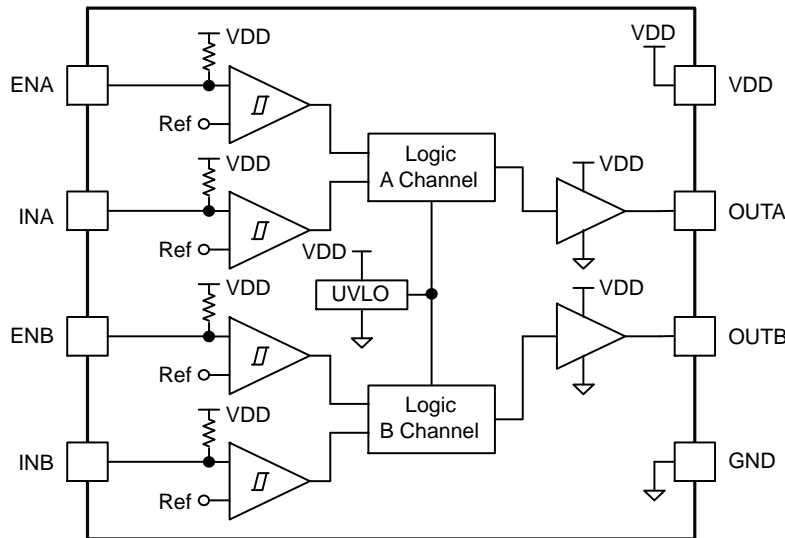 VDD
VDD
ENA
VDD
Ref
Logic
A Channel
VDD
VDD
INA
OUTA
Ref
VDD
UVLO
VDD
VDD
ENB
OUTB
Ref
Logic
B Channel
VDD
INB
GND
Ref